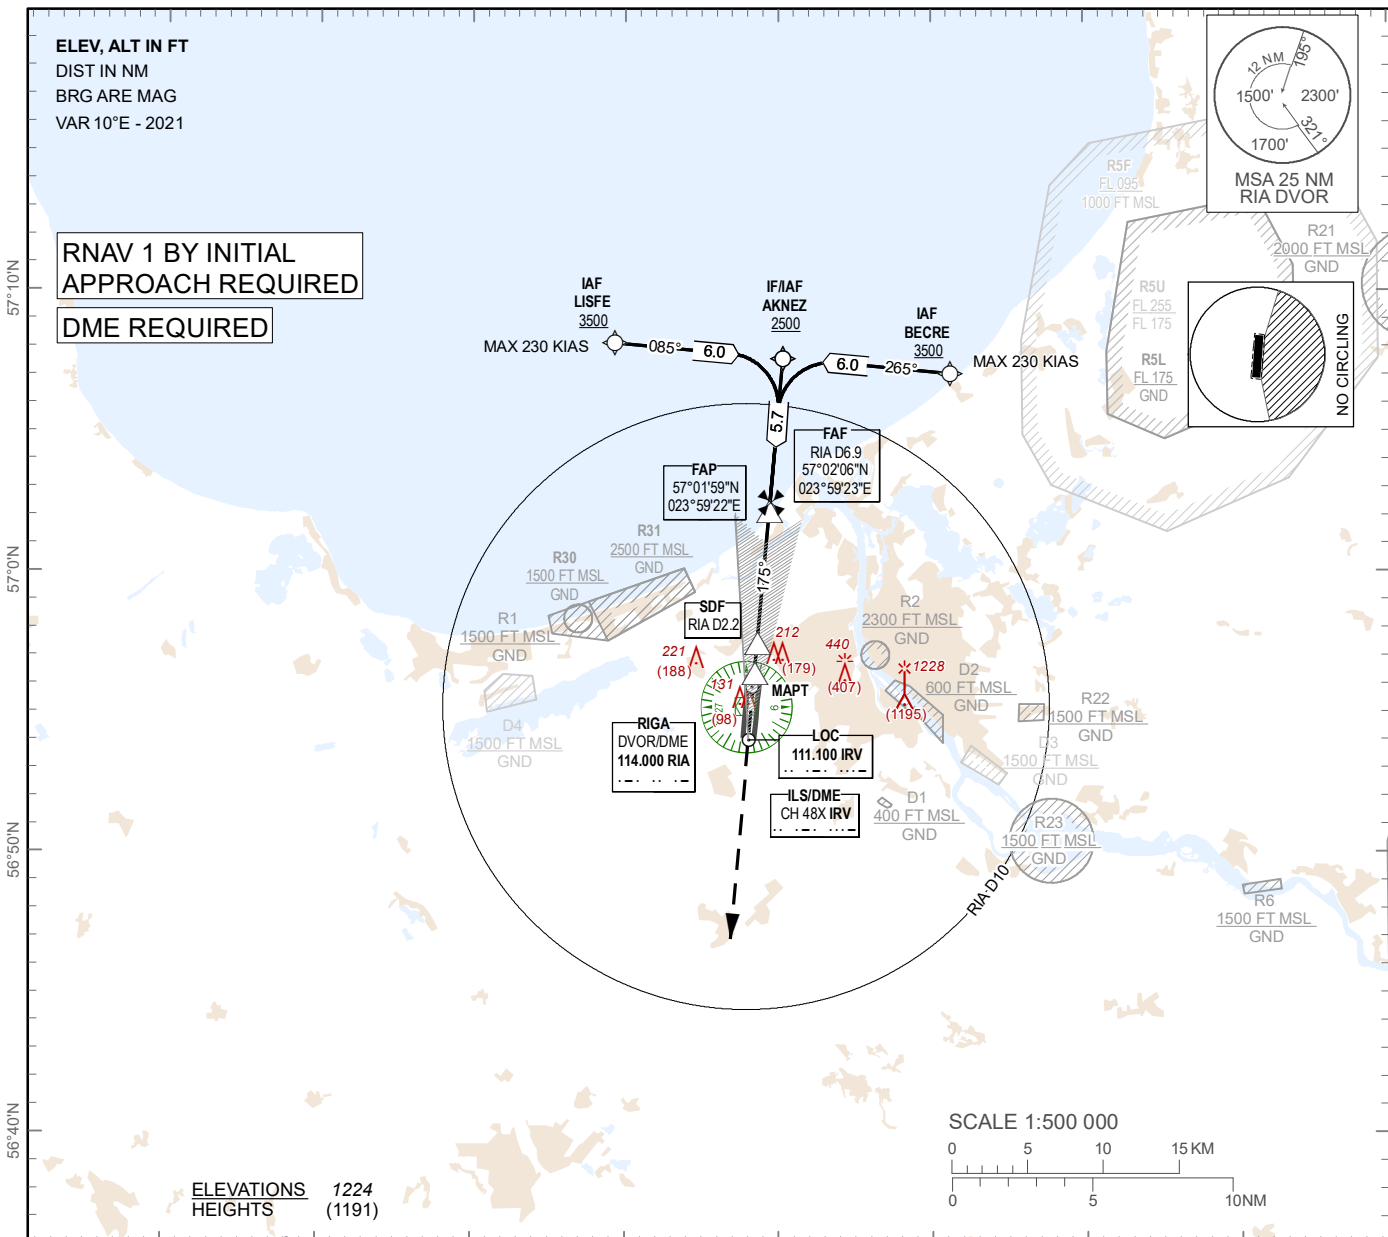 ELEV, ALT IN FT
DIST IN NM
BRG ARE MAG
VAR 10°E - 2021
RNAV 1 BY INITIAL
APPROACH REQUIRED
DME REQUIRED
12 NM
195°
1500'
2300'
321°
1700'
MSA 25 NM
RIA DVOR
R5F
FL 095
1000 FT MSL
R21
2000 FT MSL
GND
R5U
FL 255
FL 175
R5L
FL 175
GND
NO CIRCLING
57°10'N
57°0'N
56°50'N
56°40'N
IAF
LISFE
3500
MAX 230 KIAS
085°
6.0
IF/IAF
AKNEZ
2500
IAF
BECRE
3500
MAX 230 KIAS
6.0
265°
5.7
FAF
RIA D6.9
57°02'06"N
023°59'23"E
FAP
57°01'59"N
023°59'22"E
175°
R31
2500 FT MSL
GND
R30
1500 FT MSL
GND
R1
1500 FT MSL
GND
SDF
RIA D2.2
R2
2300 FT MSL
GND
221
(188)
212
(179)
440
(407)
1228
(1195)
131
(98)
27
9
MAPT
D2
600 FT MSL
GND
R22
1500 FT MSL
GND
D4
1500 FT MSL
GND
D3
1500 FT MSL
GND
RIGA
DVOR/DME
114.000 RIA
LOC
111.100 IRV
ILS/DME
CH 48X IRV
D1
400 FT MSL
GND
R23
1500 FT MSL
GND
RIA D10
R6
1500 FT MSL
GND
SCALE 1:500 000
0 5 10 15 KM
0 5 10NM
ELEVATIONS 1224
HEIGHTS (1191)